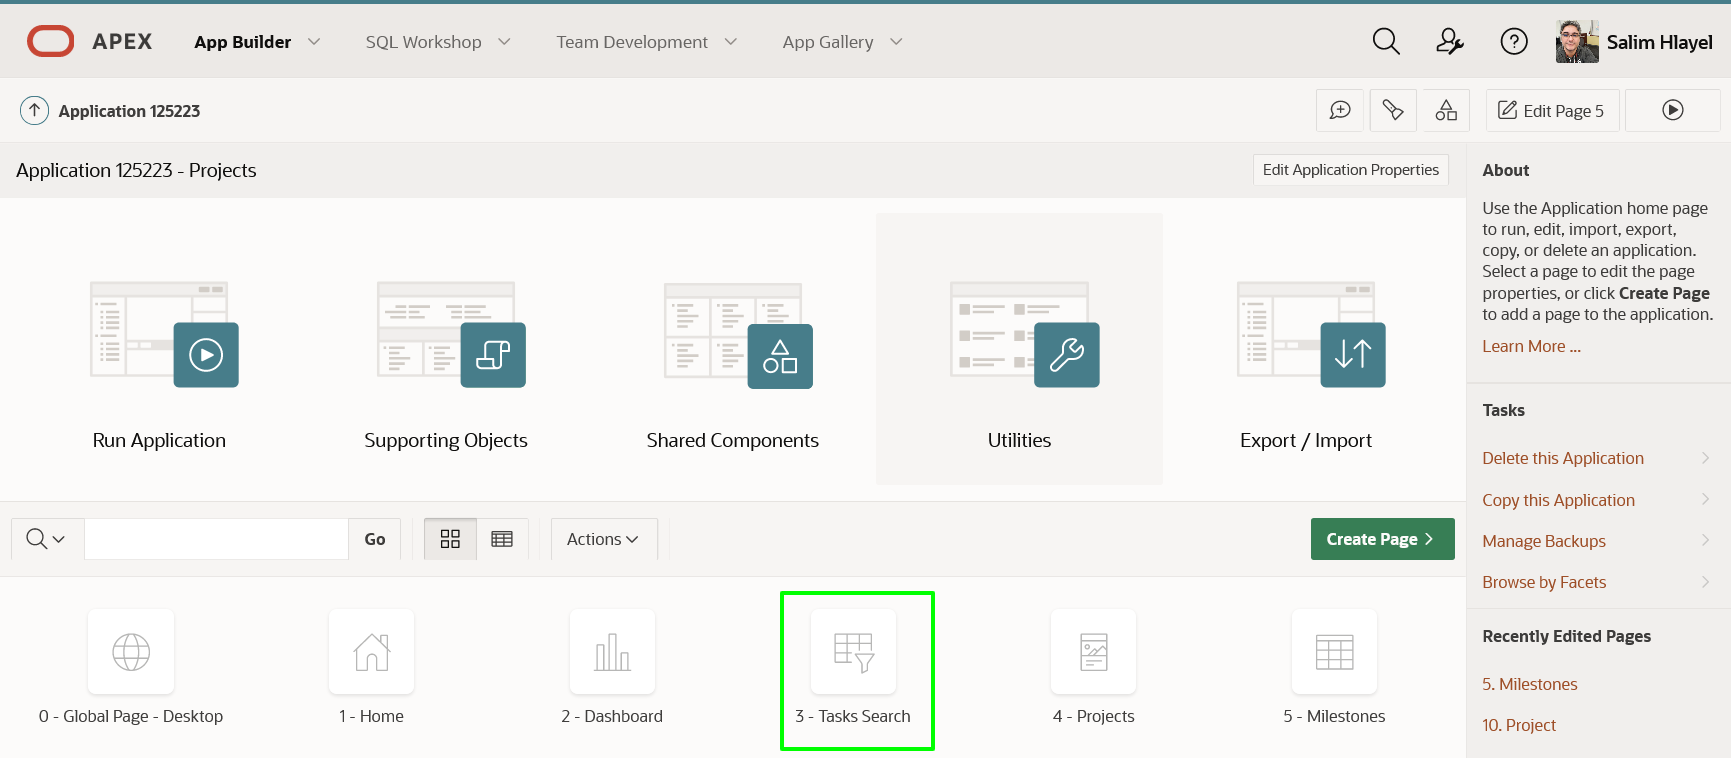 APEX App Builder SQL Workshop Team Development App Gallery Salim Hlayel
Application 125223 Edit Page 5
Application 125223 - Projects Edit Application Properties
Run Application Supporting Objects Shared Components Utilities Export / Import
Go Actions Create Page
0 - Global Page - Desktop 1 - Home 2 - Dashboard 3 - Tasks Search 4 - Projects 5 - Milestones
About
Use the Application home page
to run, edit, import, export,
copy, or delete an application.
Select a page to edit the page
properties, or click Create Page
to add a page to the application.
Learn More ...
Tasks
Delete this Application
Copy this Application
Manage Backups
Browse by Facets
Recently Edited Pages
5. Milestones
10. Project